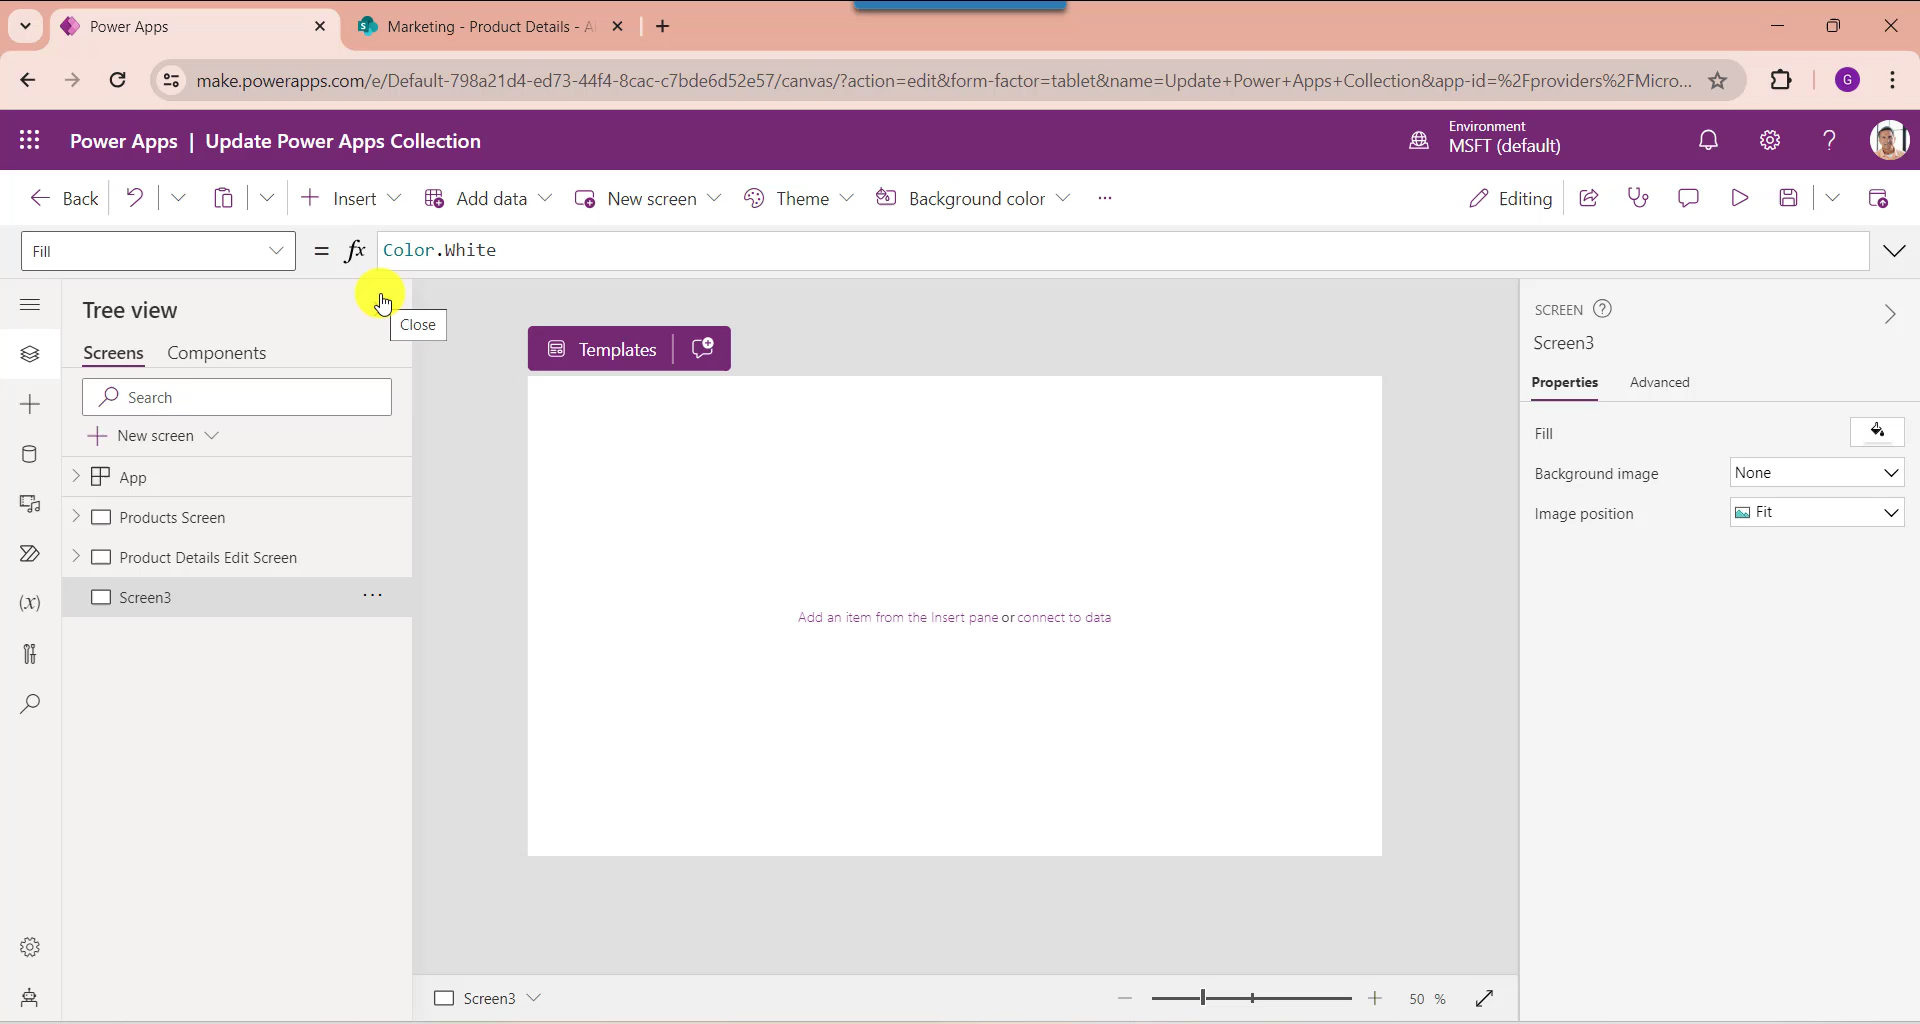 Power Apps
Marketing - Product Details - A
make.powerapps.com/e/Default-798a21d4-ed73-44f4-8cac-c7bde6d52e57/canvas/?action=edit&form-factor=tablet&name=Update+Power+Apps+Collection&app-id=%2Fproviders%2FMicro...
G
Power Apps | Update Power Apps Collection
Environment
MSFT (default)
Back
Insert
Add data
New screen
Theme
Background color
...
Editing
Fill
= fx
Color.White
Tree view
Close
Screens
Components
Search
New screen
App
Products Screen
Product Details Edit Screen
Screen3
...
(x)
Templates
Add an item from the Insert pane or connect to data
Screen3
50 %
SCREEN
Screen3
Properties
Advanced
Fill
Background image
None
Image position
Fit